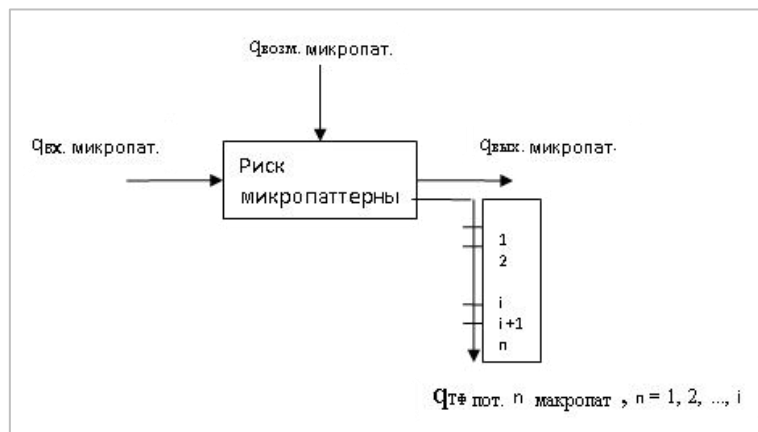 qвозм. микропат.
qвх. микропат.
qвых. микропат.
Риск
микропаттерны
1
2
i
i+1
n
qТФ пот. n макропат , n = 1, 2, ..., i